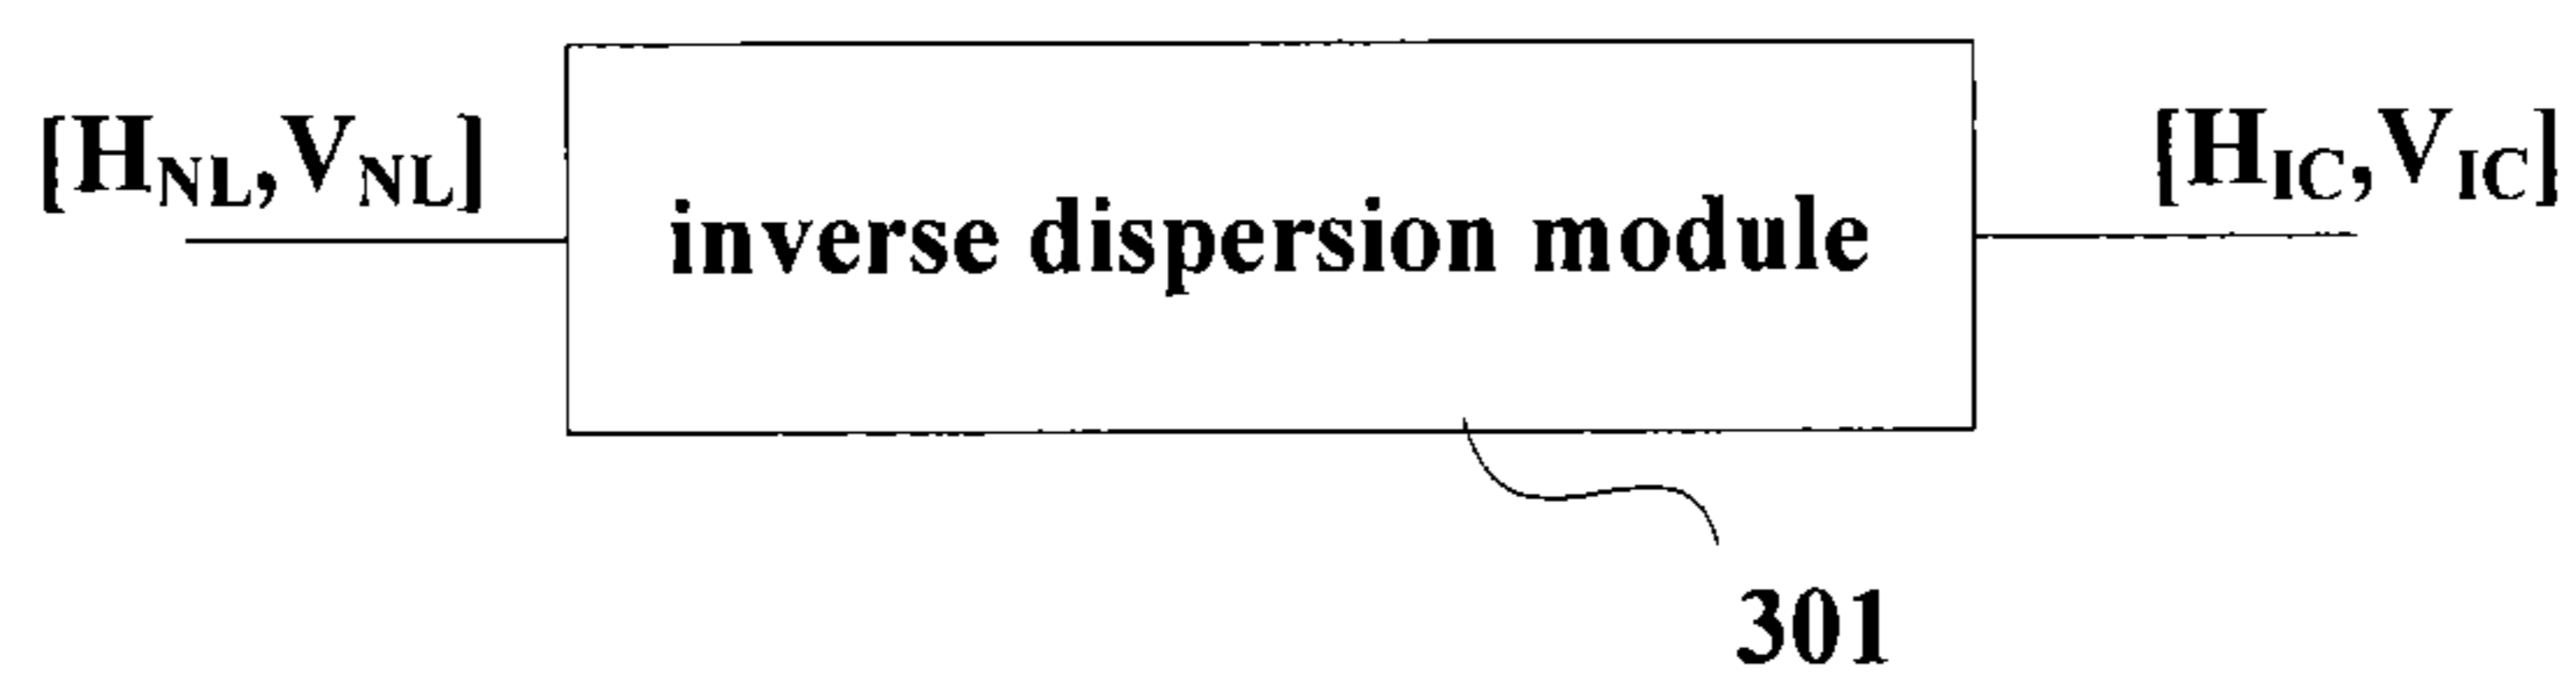 [H_NL,V_NL]
inverse dispersion module
[H_IC,V_IC]
301